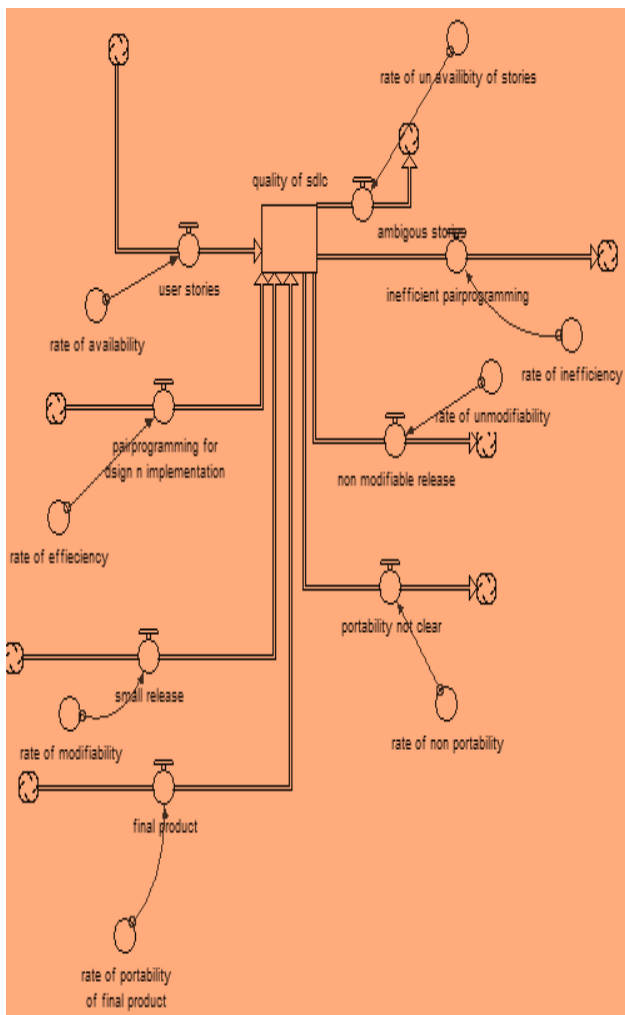 rate of un availibity of stories
quality of sdlc
ambigous stories
user stories
inefficient pairprogramming
rate of availability
rate of inefficiency
rate of unmodifiability
pairprogramming for
dsign n implementation
non modifiable release
rate of effieciency
portability not clear
small release
rate of modifiability
rate of non portability
final product
rate of portability
of final product